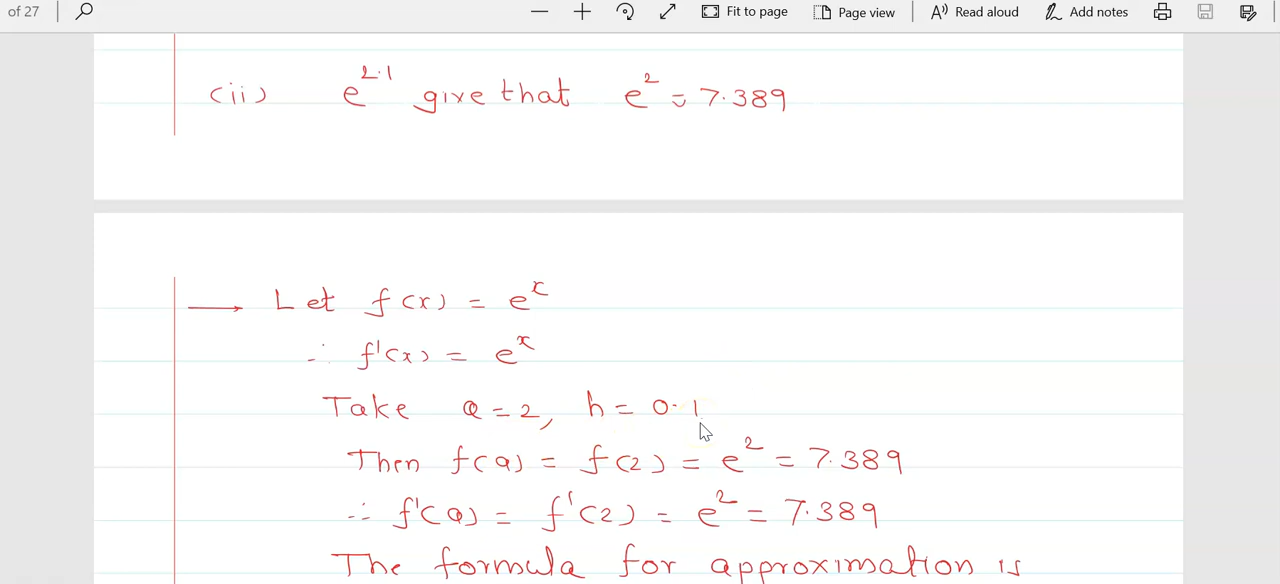 of 27 Fit to page Page view Read aloud Add notes
(ii) e^2.1 give that e^2 = 7.389
→ Let f(x) = e^x
∴ f'(x) = e^x
Take a = 2, h = 0.1
Then f(a) = f(2) = e^2 = 7.389
∴ f'(a) = f'(2) = e^2 = 7.389
The formula for approximation is